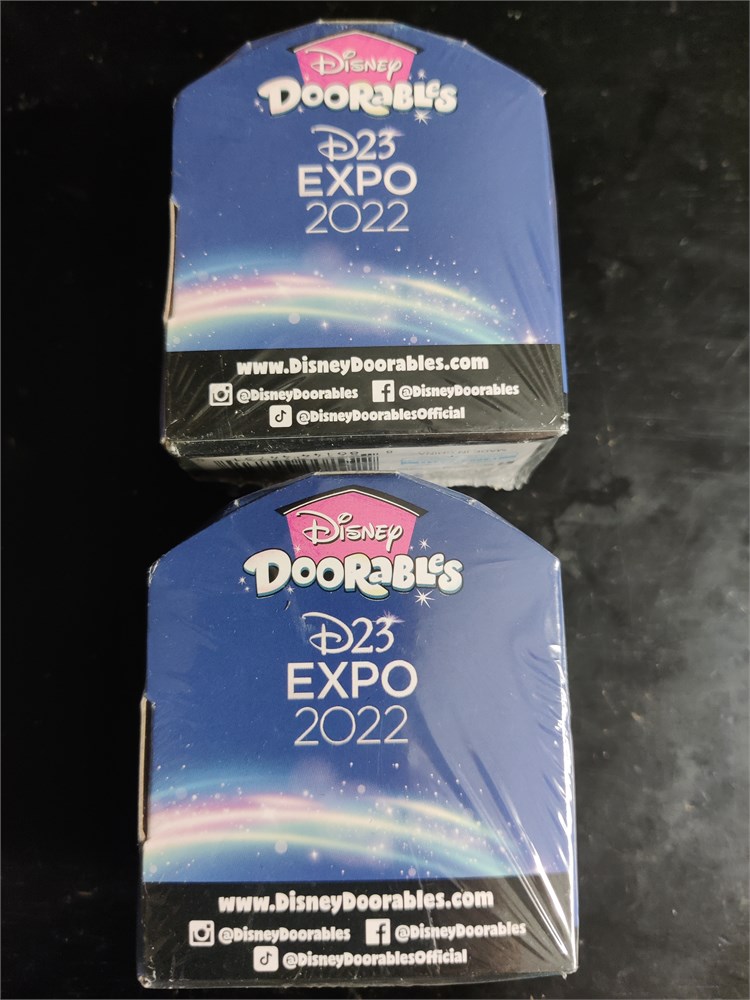 Disney
Doorables
D23
EXPO
2022
www.DisneyDoorables.com
@DisneyDoorables @DisneyDoorables
@DisneyDoorablesOfficial
Disney
Doorables
D23
EXPO
2022
www.DisneyDoorables.com
@DisneyDoorables @DisneyDoorables
@DisneyDoorablesOfficial